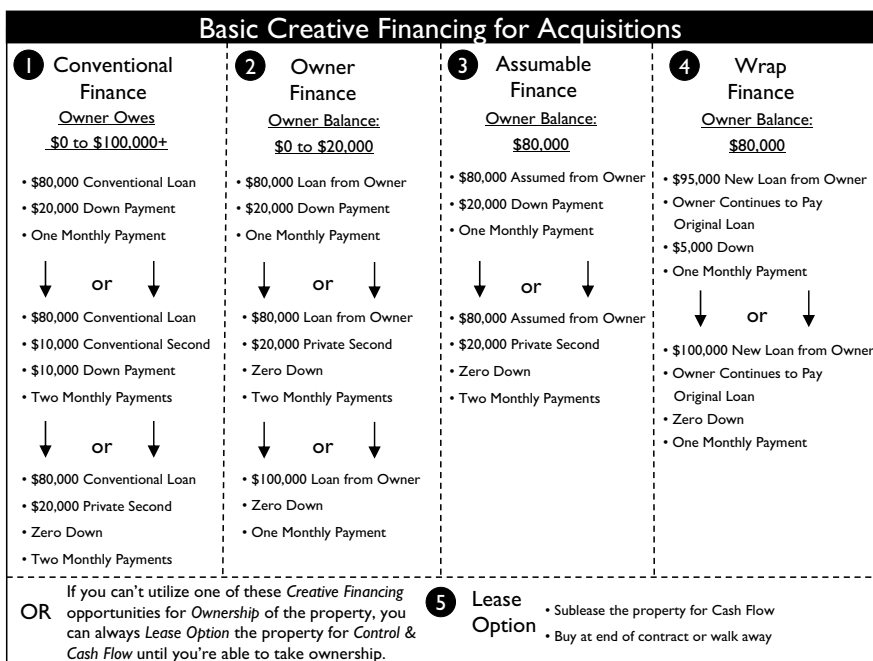 Basic Creative Financing for Acquisitions
1 Conventional
Finance
Owner Owes
$0 to $100,000+
• $80,000 Conventional Loan
• $20,000 Down Payment
• One Monthly Payment
or
• $80,000 Conventional Loan
• $10,000 Conventional Second
• $10,000 Down Payment
• Two Monthly Payments
or
• $80,000 Conventional Loan
• $20,000 Private Second
• Zero Down
• Two Monthly Payments
2 Owner
Finance
Owner Balance:
$0 to $20,000
• $80,000 Loan from Owner
• $20,000 Down Payment
• One Monthly Payment
or
• $80,000 Loan from Owner
• $20,000 Private Second
• Zero Down
• Two Monthly Payments
or
• $100,000 Loan from Owner
• Zero Down
• One Monthly Payment
3 Assumable
Finance
Owner Balance:
$80,000
• $80,000 Assumed from Owner
• $20,000 Down Payment
• One Monthly Payment
or
• $80,000 Assumed from Owner
• $20,000 Private Second
• Zero Down
• Two Monthly Payments
4 Wrap
Finance
Owner Balance:
$80,000
• $95,000 New Loan from Owner
• Owner Continues to Pay
Original Loan
• $5,000 Down
• One Monthly Payment
or
• $100,000 New Loan from Owner
• Owner Continues to Pay
Original Loan
• Zero Down
• One Monthly Payment
OR
If you can't utilize one of these Creative Financing
opportunities for Ownership of the property, you
can always Lease Option the property for Control &
Cash Flow until you're able to take ownership.
5 Lease
Option
• Sublease the property for Cash Flow
• Buy at end of contract or walk away